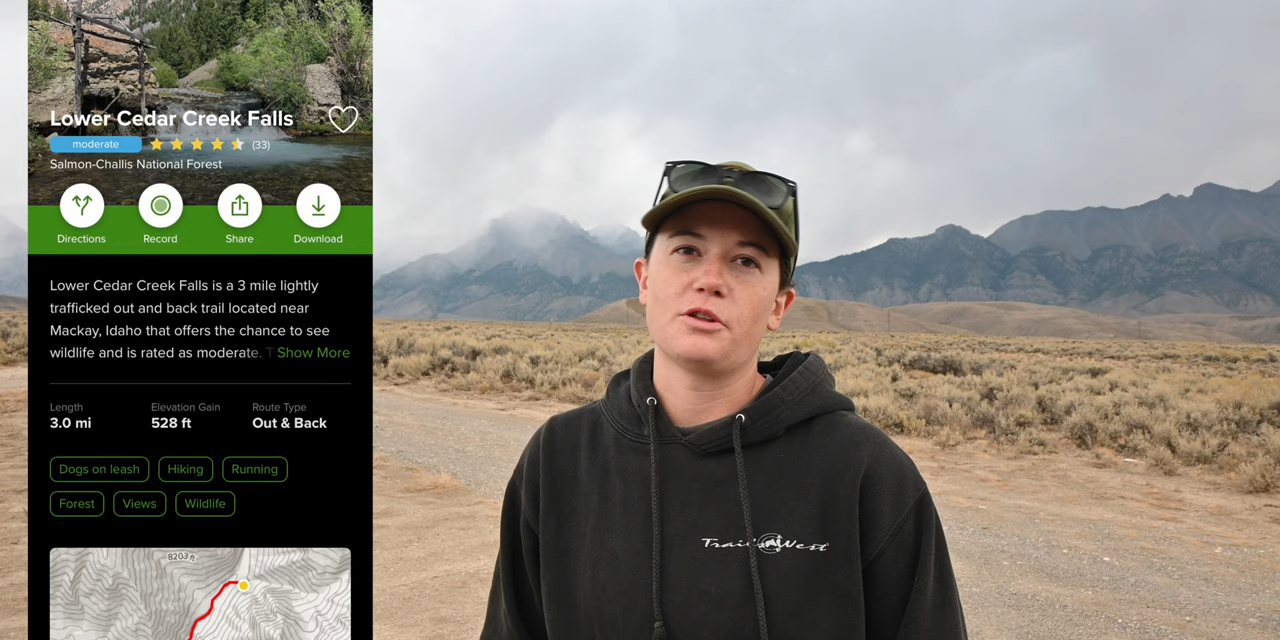 Lower Cedar Creek Falls
moderate
(33)
Salmon-Challis National Forest
Directions
Record
Share
Download
Lower Cedar Creek Falls is a 3 mile lightly
trafficked out and back trail located near
Mackay, Idaho that offers the chance to see
wildlife and is rated as moderate. T Show More
Length
Elevation Gain
Route Type
3.0 mi
528 ft
Out & Back
Dogs on leash
Hiking
Running
Forest
Views
Wildlife
8203 ft
Trails West